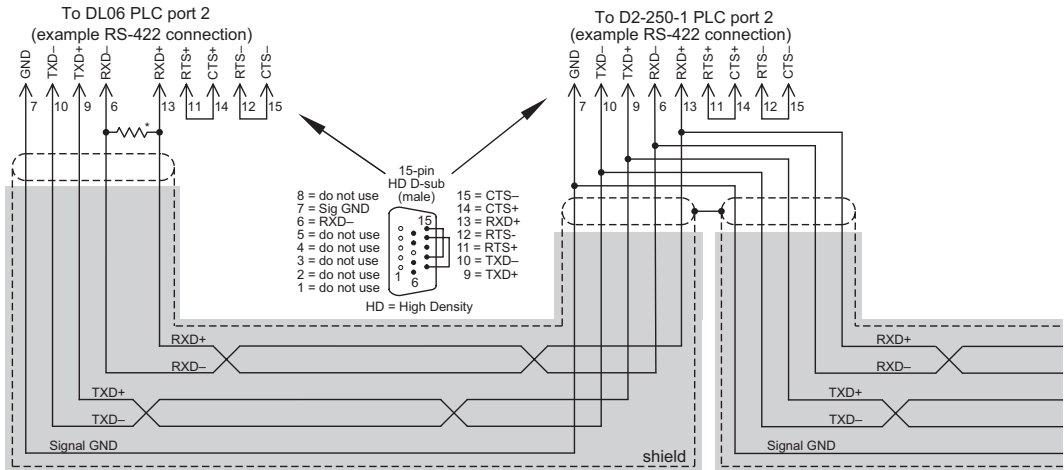 To DL06 PLC port 2
(example RS-422 connection)
GND
TXD–
TXD+
RXD–
RXD+
RTS+
CTS+
RTS–
CTS–
7
10
9
6
13
11
14
12
15
*
To D2-250-1 PLC port 2
(example RS-422 connection)
GND
TXD–
TXD+
RXD–
RXD+
RTS+
CTS+
RTS–
CTS–
7
10
9
6
13
11
14
12
15
15-pin
HD D-sub
(male)
8 = do not use
7 = Sig GND
6 = RXD–
5 = do not use
4 = do not use
3 = do not use
2 = do not use
1 = do not use
15
1
6
15 = CTS–
14 = CTS+
13 = RXD+
12 = RTS-
11 = RTS+
10 = TXD–
9 = TXD+
HD = High Density
RXD+
RXD–
TXD+
TXD–
Signal GND
shield
RXD+
RXD–
TXD+
TXD–
Signal GND